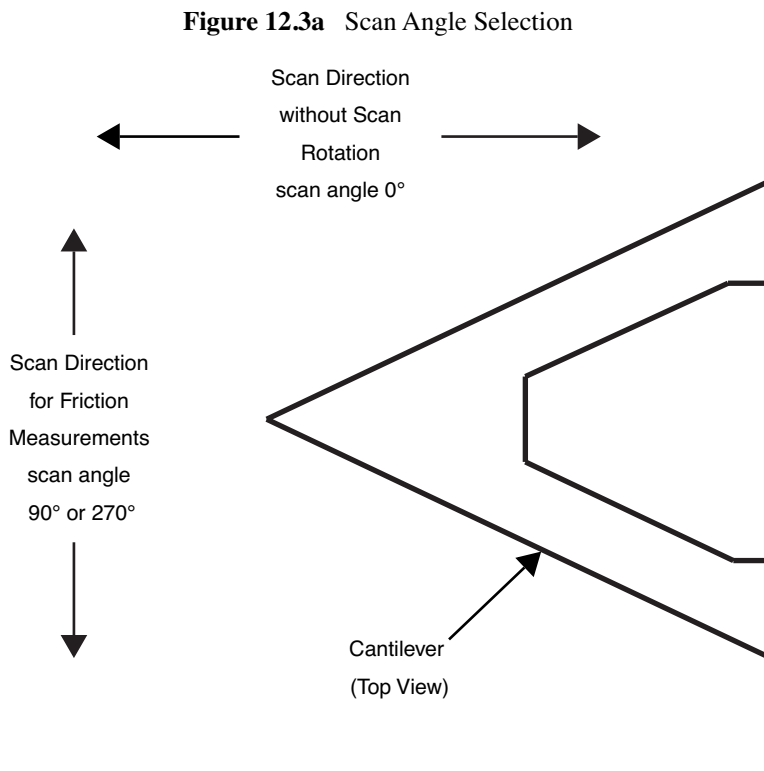 Figure 12.3a Scan Angle Selection
Scan Direction
without Scan
Rotation
scan angle 0°
Scan Direction
for Friction
Measurements
scan angle
90° or 270°
Cantilever
(Top View)